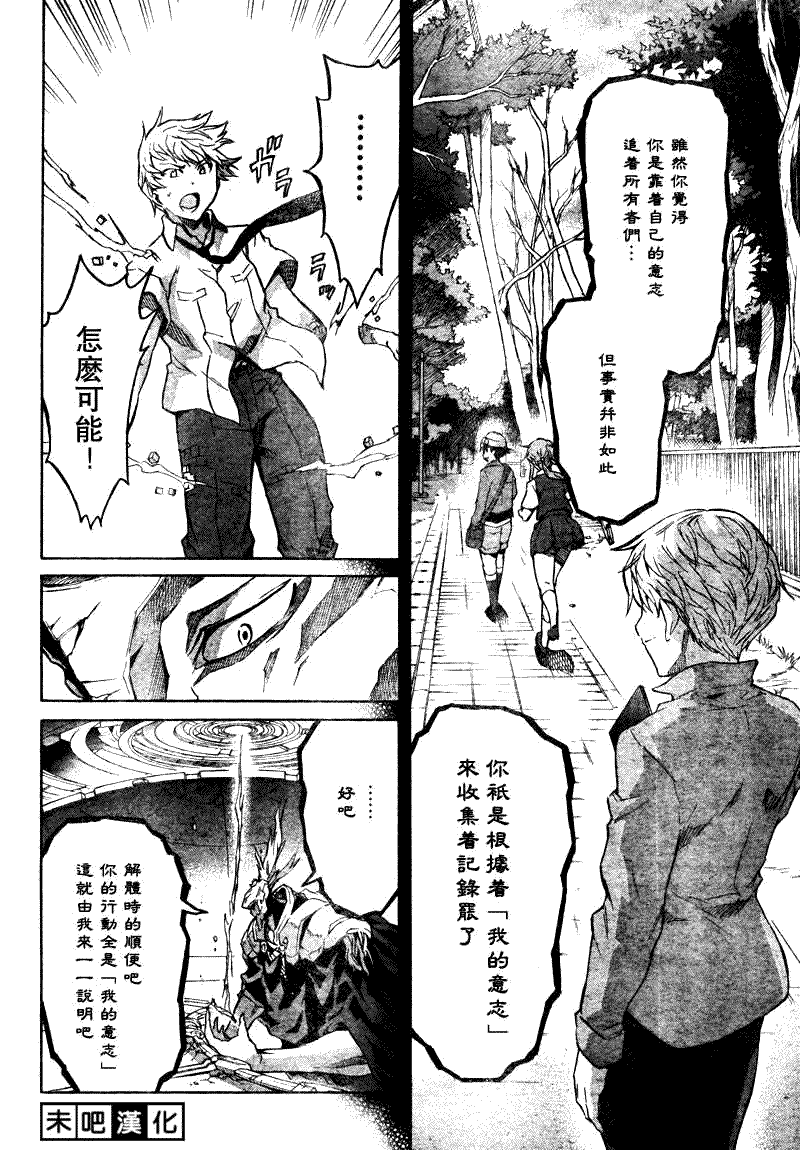 雖然你覺得
你是靠着自己的意志
追着所有者們…
但事實幷非如此
你衹是根據着「我的意志」
來收集着記錄罷了
………
ガラ
ガラ
怎麽可能！
……
好吧
解體時的順便吧
你的行動全是「我的意志」
這就由我來一一說明吧
未吧漢化